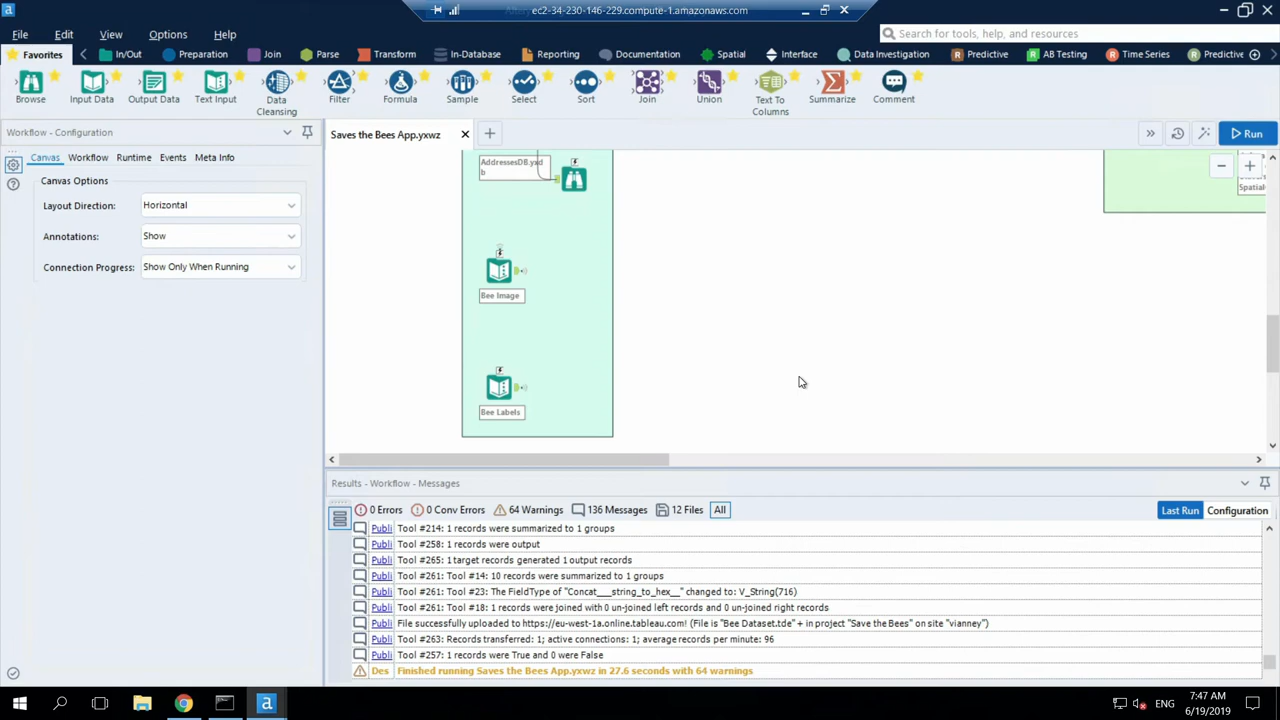 ec2-34-230-146-229.compute-1.amazonaws.com
File Edit View Options Help
Search for tools, help, and resources
Favorites In/Out Preparation Join Parse Transform In-Database Reporting Documentation Spatial Interface Data Investigation Predictive AB Testing Time Series Predictive
Browse Input Data Output Data Text Input Data Cleansing Filter Formula Sample Select Sort Join Union Text To Columns Summarize Comment
Workflow - Configuration
Saves the Bees App.yxwz
Run
Canvas Workflow Runtime Events Meta Info
Canvas Options
Layout Direction: Horizontal
Annotations: Show
Connection Progress: Show Only When Running
AddressesDB.yxd
b
Spatial
Bee Image
Bee Labels
Results - Workflow - Messages
0 Errors 0 Conv Errors 64 Warnings 136 Messages 12 Files All
Last Run Configuration
Publi Tool #214: 1 records were summarized to 1 groups
Publi Tool #258: 1 records were output
Publi Tool #265: 1 target records generated 1 output records
Publi Tool #261: Tool #14: 10 records were summarized to 1 groups
Publi Tool #261: Tool #23: The FieldType of "Concat___string_to_hex__" changed to: V_String(716)
Publi Tool #261: Tool #18: 1 records were joined with 0 un-joined left records and 0 un-joined right records
Publi File successfully uploaded to https://eu-west-1a.online.tableau.com! (File is "Bee Dataset.tde" + in project "Save the Bees" on site "vianney")
Publi Tool #263: Records transferred: 1; active connections: 1; average records per minute: 96
Publi Tool #257: 1 records were True and 0 were False
Des Finished running Saves the Bees App.yxwz in 27.6 seconds with 64 warnings
ENG
7:47 AM
6/19/2019